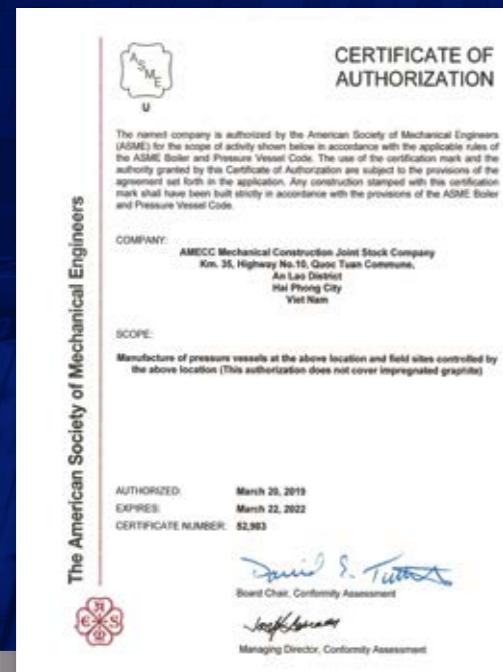 ASME
U
CERTIFICATE OF
AUTHORIZATION
The named company is authorized by the American Society of Mechanical Engineers
(ASME) for the scope of activity shown below in accordance with the applicable rules of
the ASME Boiler and Pressure Vessel Code. The use of the certification mark and the
authority granted by this Certificate of Authorization are subject to the provisions of the
agreement set forth in the application. Any construction stamped with this certification
mark shall have been built strictly in accordance with the provisions of the ASME Boiler
and Pressure Vessel Code.
COMPANY:
AMECC Mechanical Construction Joint Stock Company
Km. 35, Highway No.10, Quoc Tuan Commune,
An Lao District
Hai Phong City
Viet Nam
SCOPE:
Manufacture of pressure vessels at the above location and field sites controlled by
the above location (This authorization does not cover impregnated graphite)
AUTHORIZED: March 20, 2019
EXPIRES: March 22, 2022
CERTIFICATE NUMBER: 52,903
Board Chair, Conformity Assessment
Managing Director, Conformity Assessment
The American Society of Mechanical Engineers